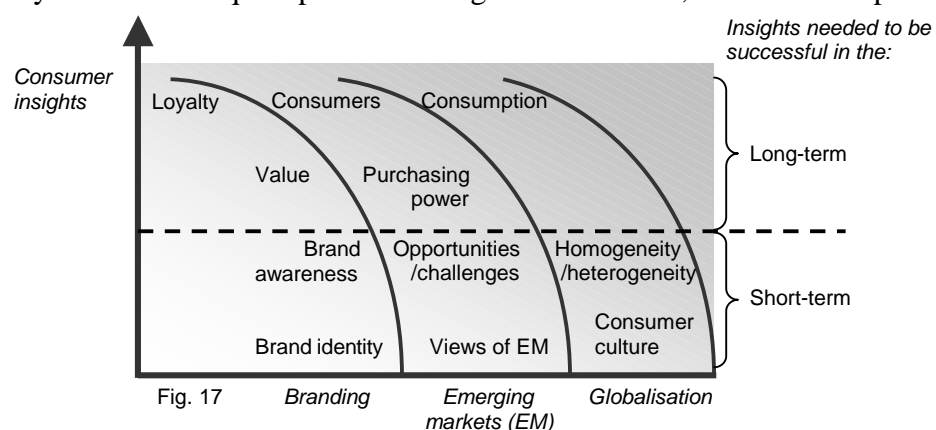 Insights needed to be
successful in the:
Consumer
insights
Loyalty
Consumers
Consumption
Long-term
Value
Purchasing
power
Brand
awareness
Opportunities
/challenges
Homogeneity
/heterogeneity
Short-term
Brand identity
Views of EM
Consumer
culture
Fig. 17
Branding
Emerging
markets (EM)
Globalisation